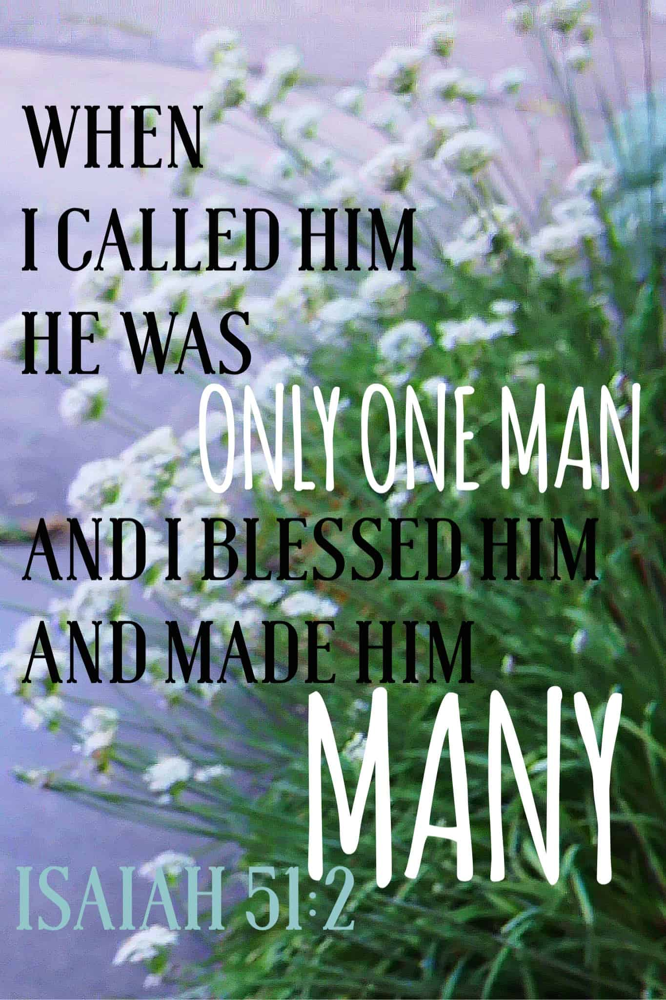 WHEN
I CALLED HIM
HE WAS
ONLY ONE MAN
AND I BLESSED HIM
AND MADE HIM
MANY
ISAIAH 51:2